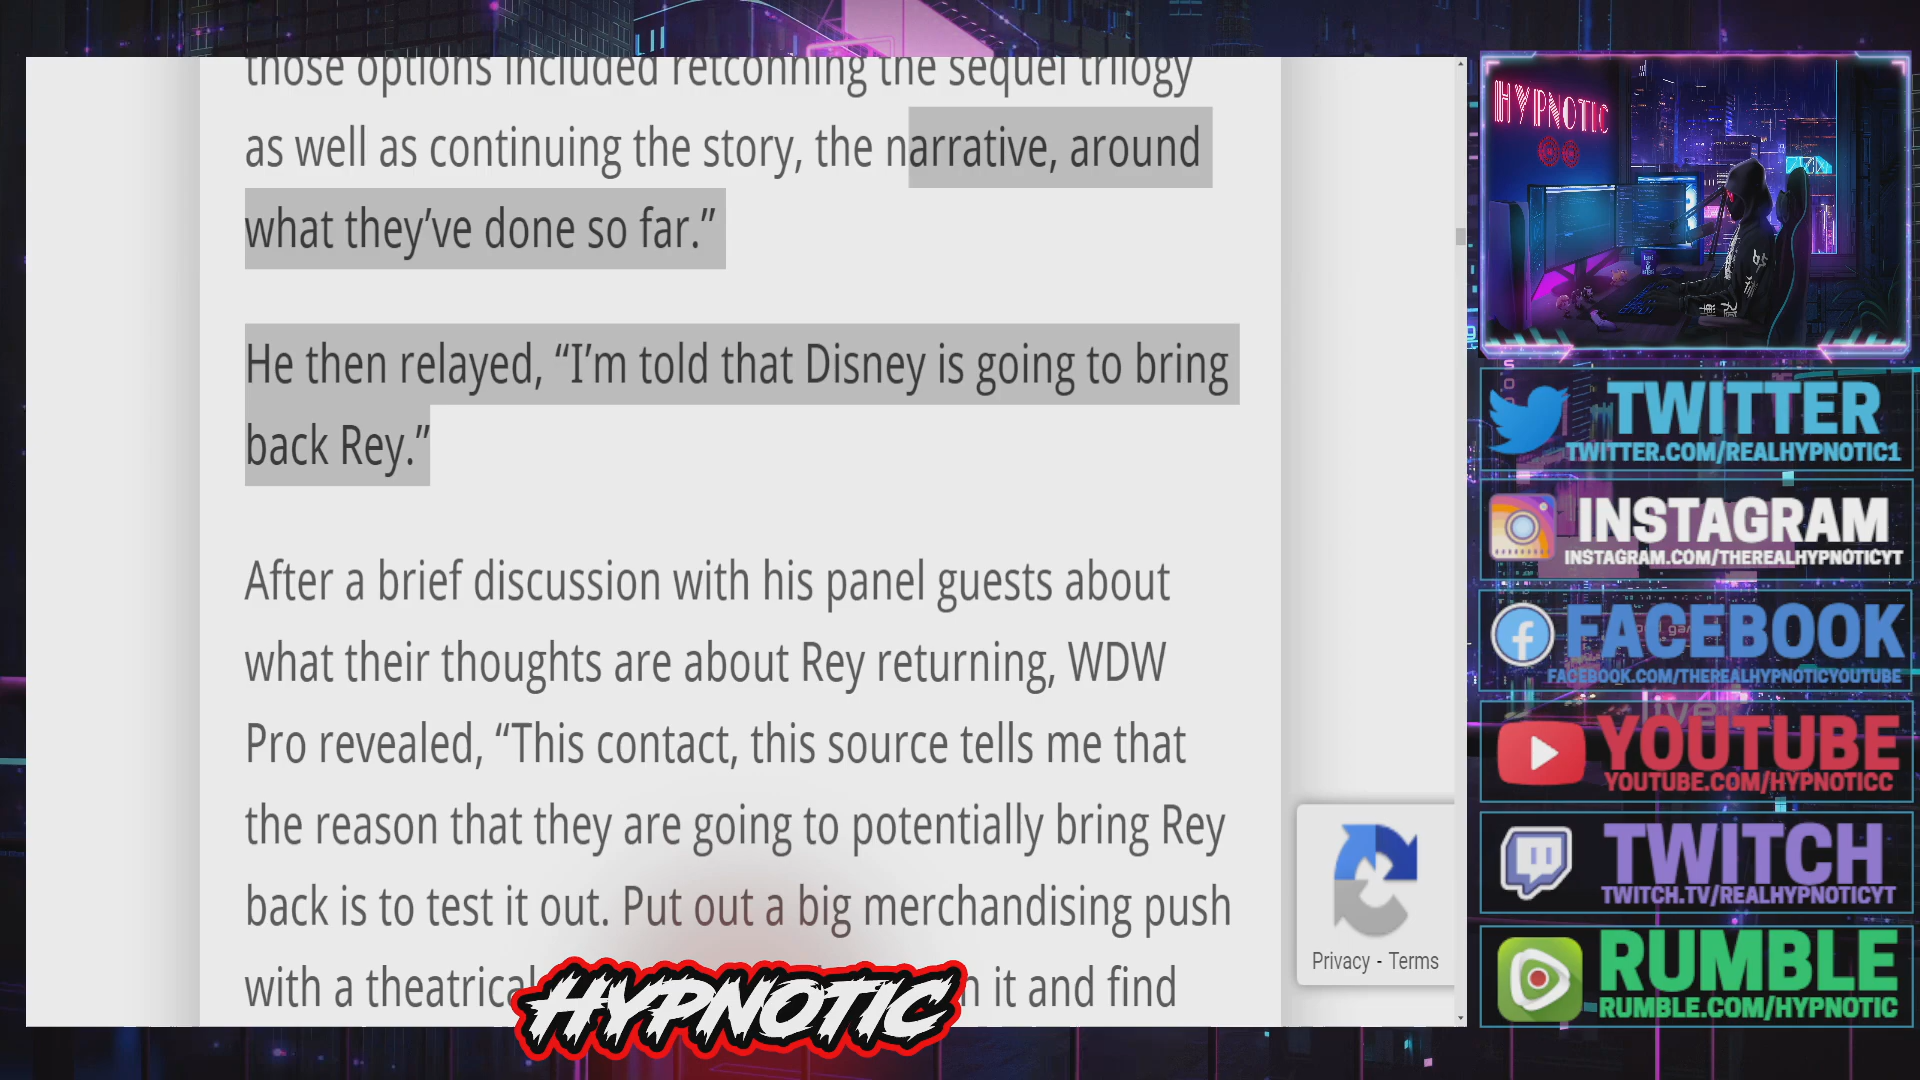 those options included retconning the sequel trilogy
as well as continuing the story, the narrative, around
what they’ve done so far.”
He then relayed, “I’m told that Disney is going to bring
back Rey.”
After a brief discussion with his panel guests about
what their thoughts are about Rey returning, WDW
Pro revealed, “This contact, this source tells me that
the reason that they are going to potentially bring Rey
back is to test it out. Put out a big merchandising push
with a theatrical
it and find
HYPNOTIC
Privacy - Terms
HYPNOTIC
TWITTER
TWITTER.COM/REALHYPNOTIC1
INSTAGRAM
INSTAGRAM.COM/THEREALHYPNOTICYT
FACEBOOK
FACEBOOK.COM/THEREALHYPNOTICYOUTUBE
YOUTUBE
YOUTUBE.COM/HYPNOTICC
TWITCH
TWITCH.TV/REALHYPNOTICYT
RUMBLE
RUMBLE.COM/HYPNOTIC